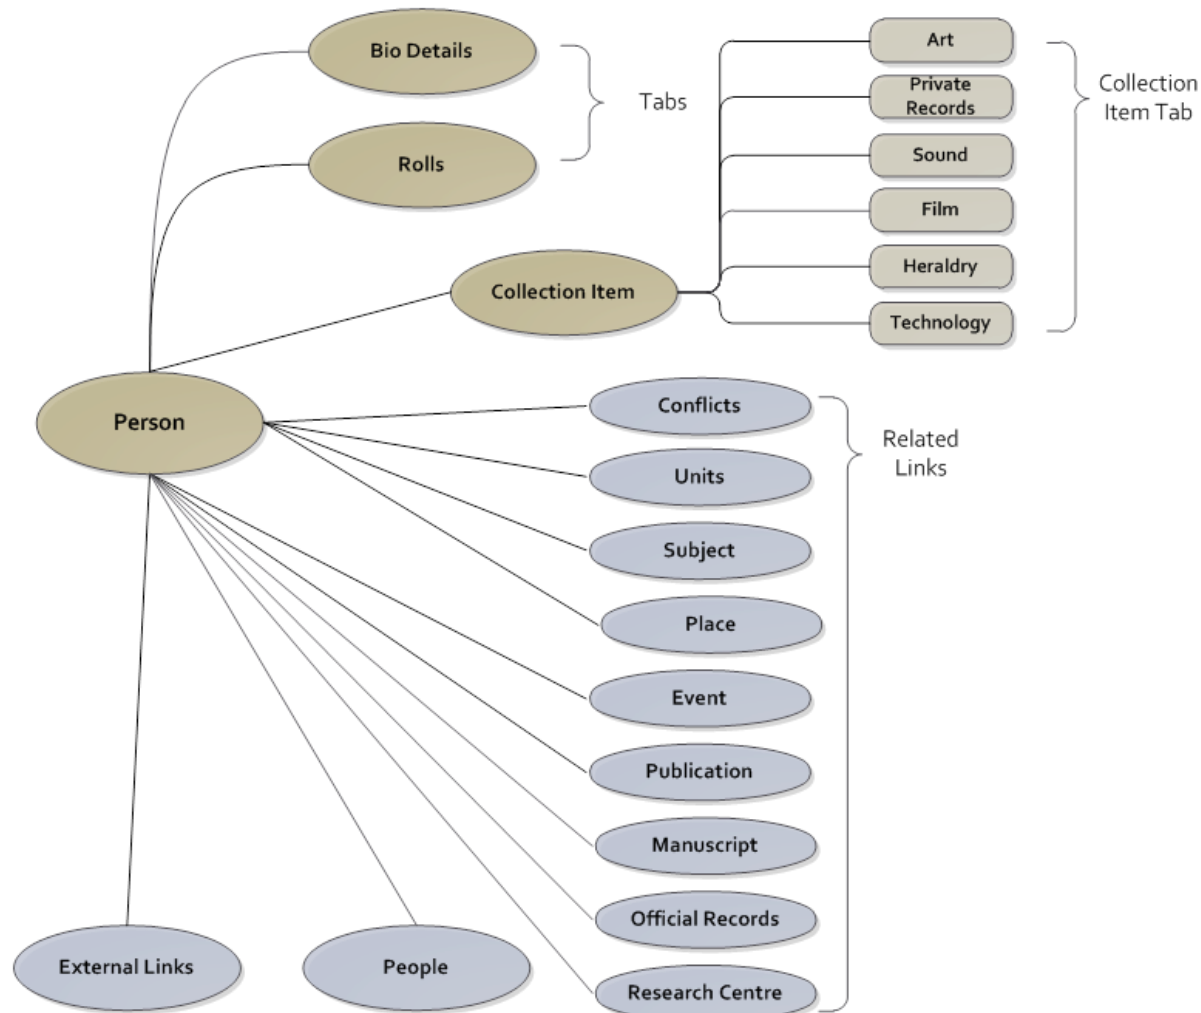 Bio Details
Rolls
Tabs
Art
Private
Records
Sound
Film
Heraldry
Technology
Collection
Item Tab
Collection Item
Person
Conflicts
Units
Subject
Place
Event
Publication
Manuscript
Official Records
Research Centre
Related
Links
External Links
People